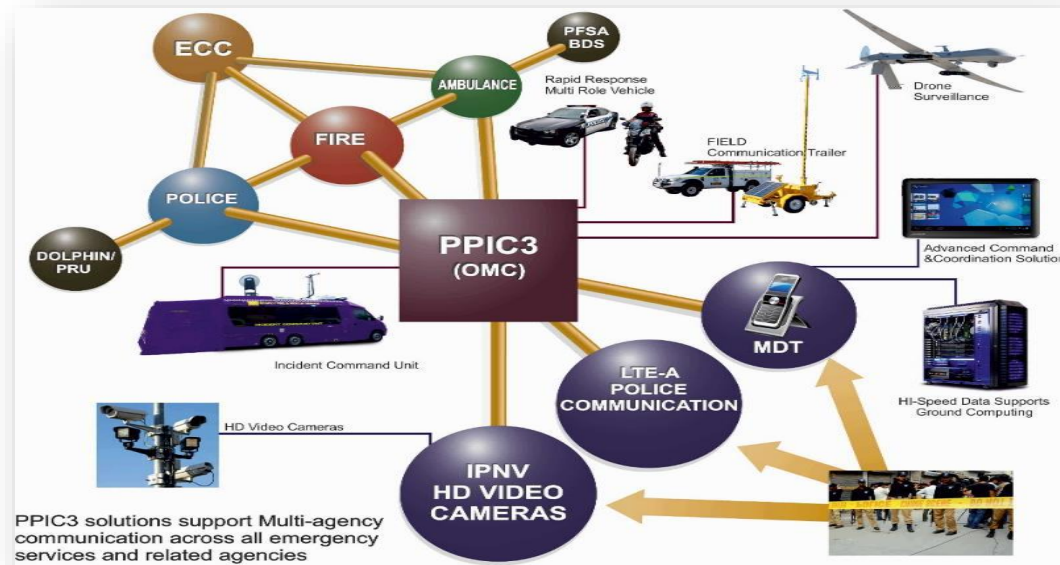 ECC
PFSA
BDS
AMBULANCE
Rapid Response
Multi Role Vehicle
Drone
Surveillance
FIRE
FIELD
Communication Trailer
POLICE
DOLPHIN/
PRU
PPIC3
(OMC)
Advanced Command
&Coordination Solution
Incident Command Unit
MDT
LTE-A
POLICE
COMMUNICATION
HI-Speed Data Supports
Ground Computing
HD Video Cameras
IPNV
HD VIDEO
CAMERAS
PPIC3 solutions support Multi-agency
communication across all emergency
services and related agencies